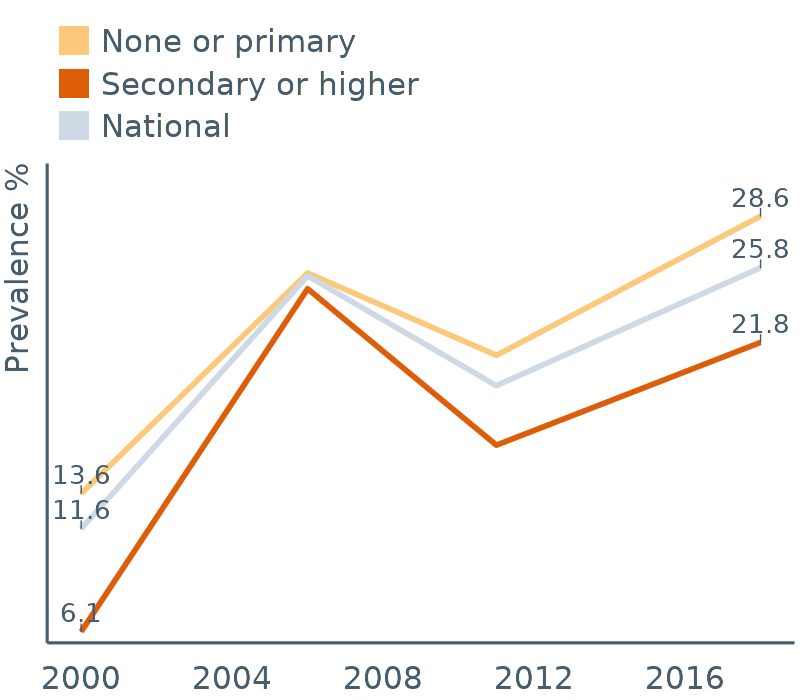 None or primary
Secondary or higher
National
Prevalence %
28.6
25.8
21.8
13.6
11.6
6.1
2000 2004 2008 2012 2016